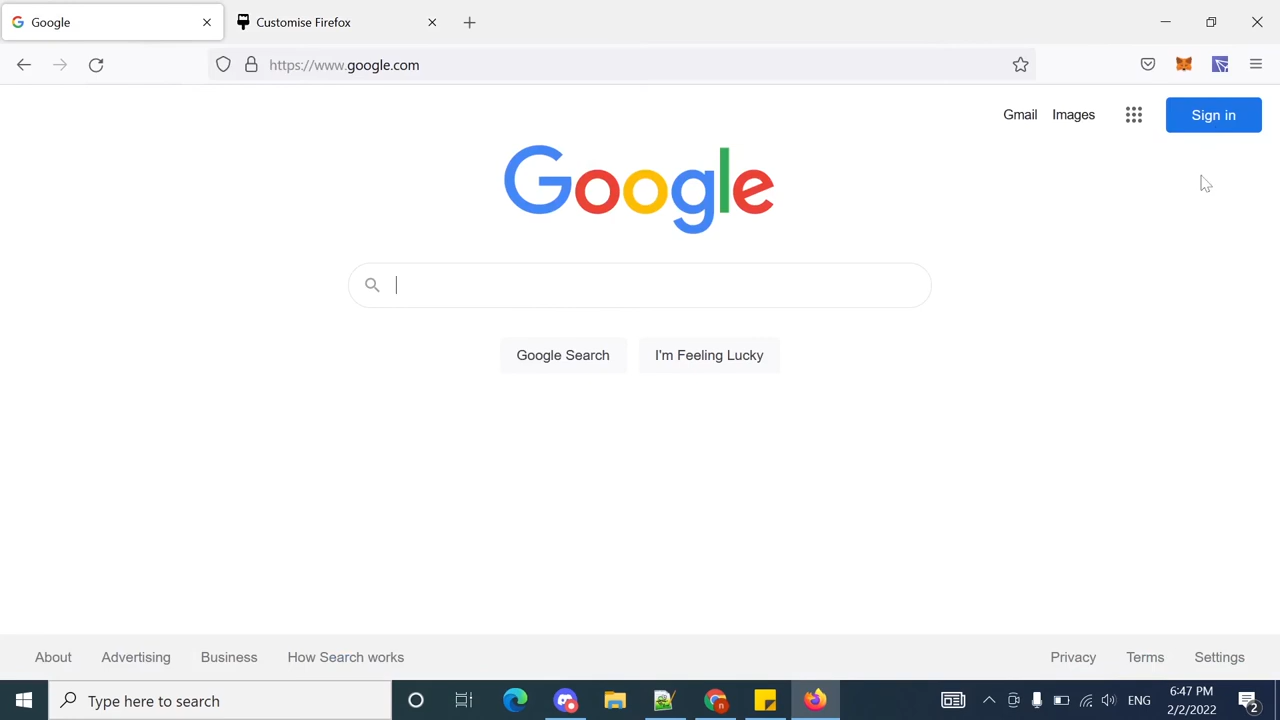 Google
Customise Firefox
https://www.google.com
Gmail Images Sign in
Google
Google Search I'm Feeling Lucky
About Advertising Business How Search works Privacy Terms Settings
Type here to search
ENG
6:47 PM
2/2/2022
2
n